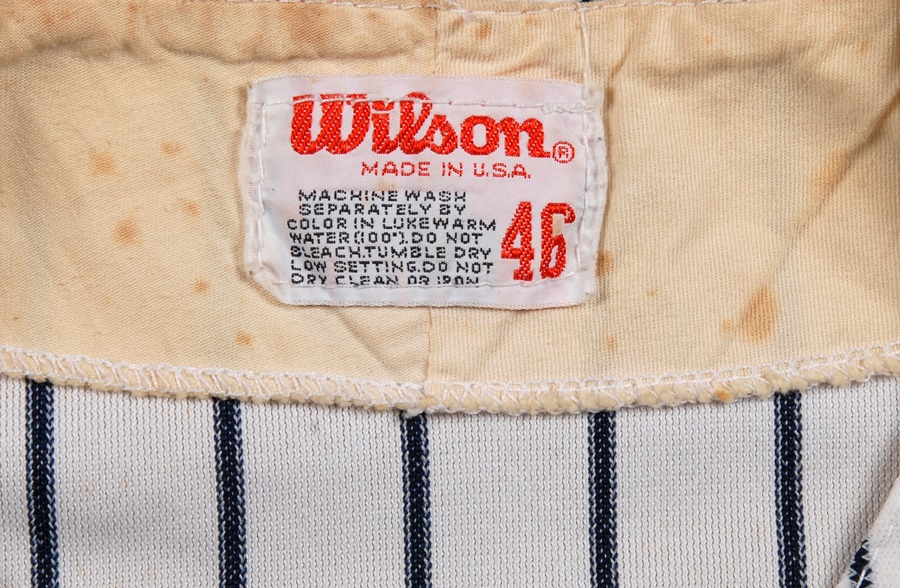 Wilson®
MADE IN U.S.A.
MACHINE WASH
SEPARATELY BY
COLOR IN LUKEWARM
WATER (100°). DO NOT
BLEACH. TUMBLE DRY
LOW SETTING. DO NOT
DRY CLEAN OR IRON
46